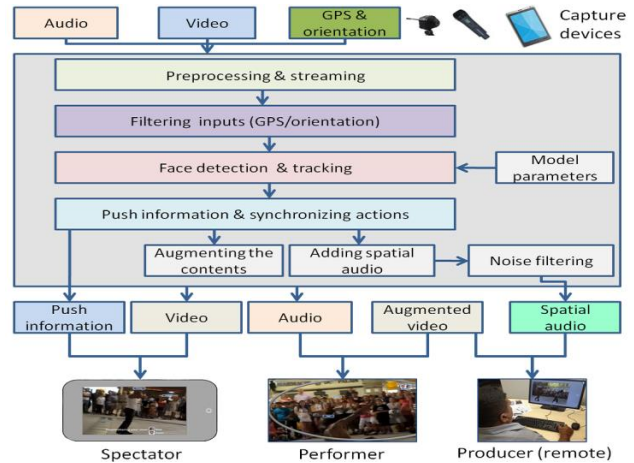 Audio
Video
GPS &
orientation
Capture
devices
Preprocessing & streaming
Filtering inputs (GPS/orientation)
Face detection & tracking
Model
parameters
Push information & synchronizing actions
Augmenting the
contents
Adding spatial
audio
Noise filtering
Push
information
Video
Audio
Augmented
video
Spatial
audio
Spectator
Performer
Producer (remote)